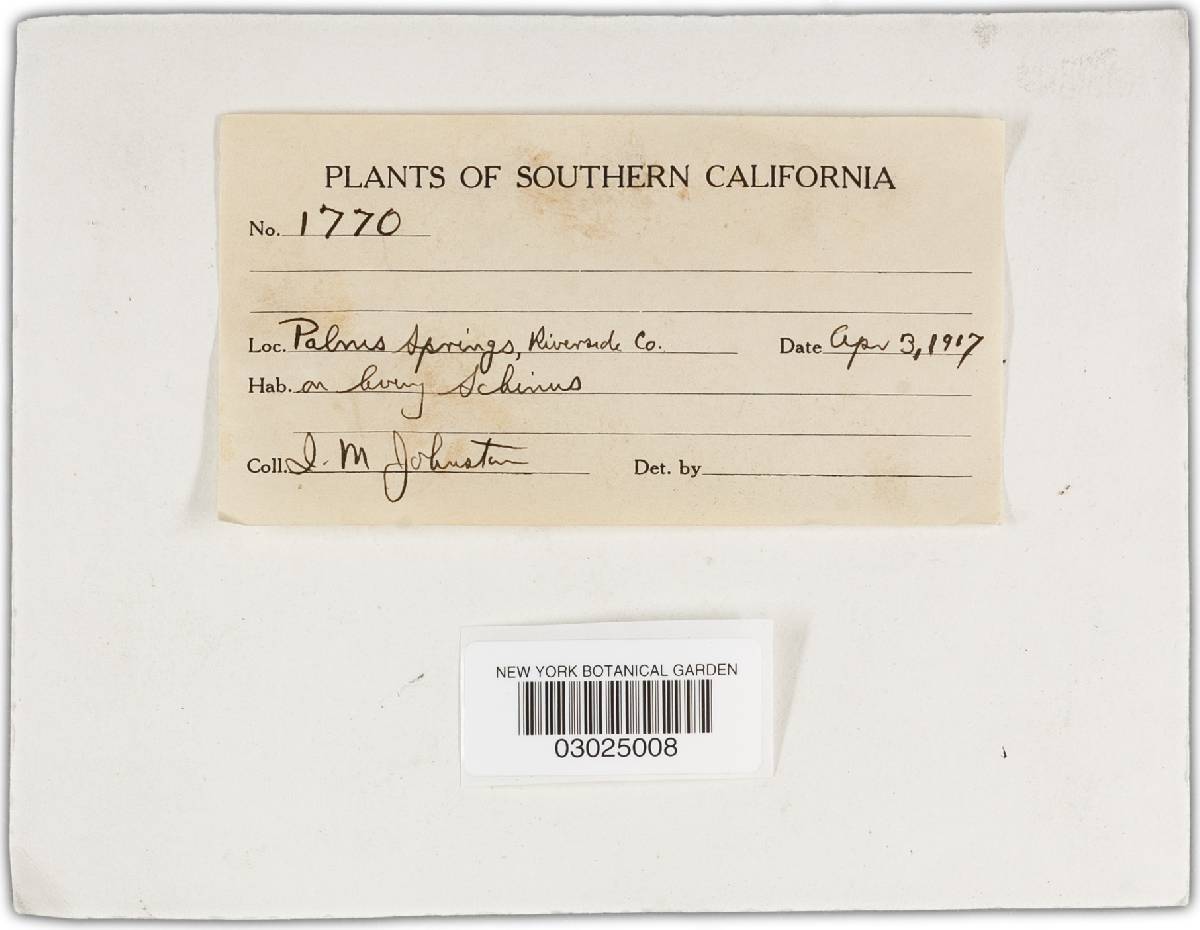 PLANTS OF SOUTHERN CALIFORNIA
No. 1770
Loc. Palms Springs, Riverside Co. Date Apr 3, 1917
Hab. on living Schinus
Coll. I. M Johnston Det. by
NEW YORK BOTANICAL GARDEN
03025008